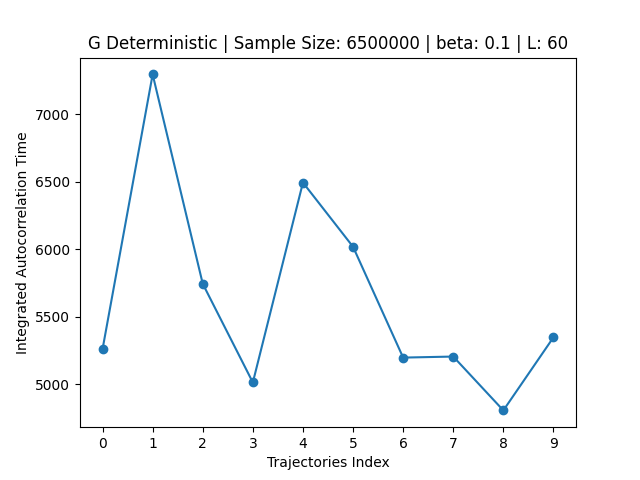 G Deterministic | Sample Size: 6500000 | beta: 0.1 | L: 60
Integrated Autocorrelation Time
7000
6500
6000
5500
5000
0 1 2 3 4 5 6 7 8 9
Trajectories Index